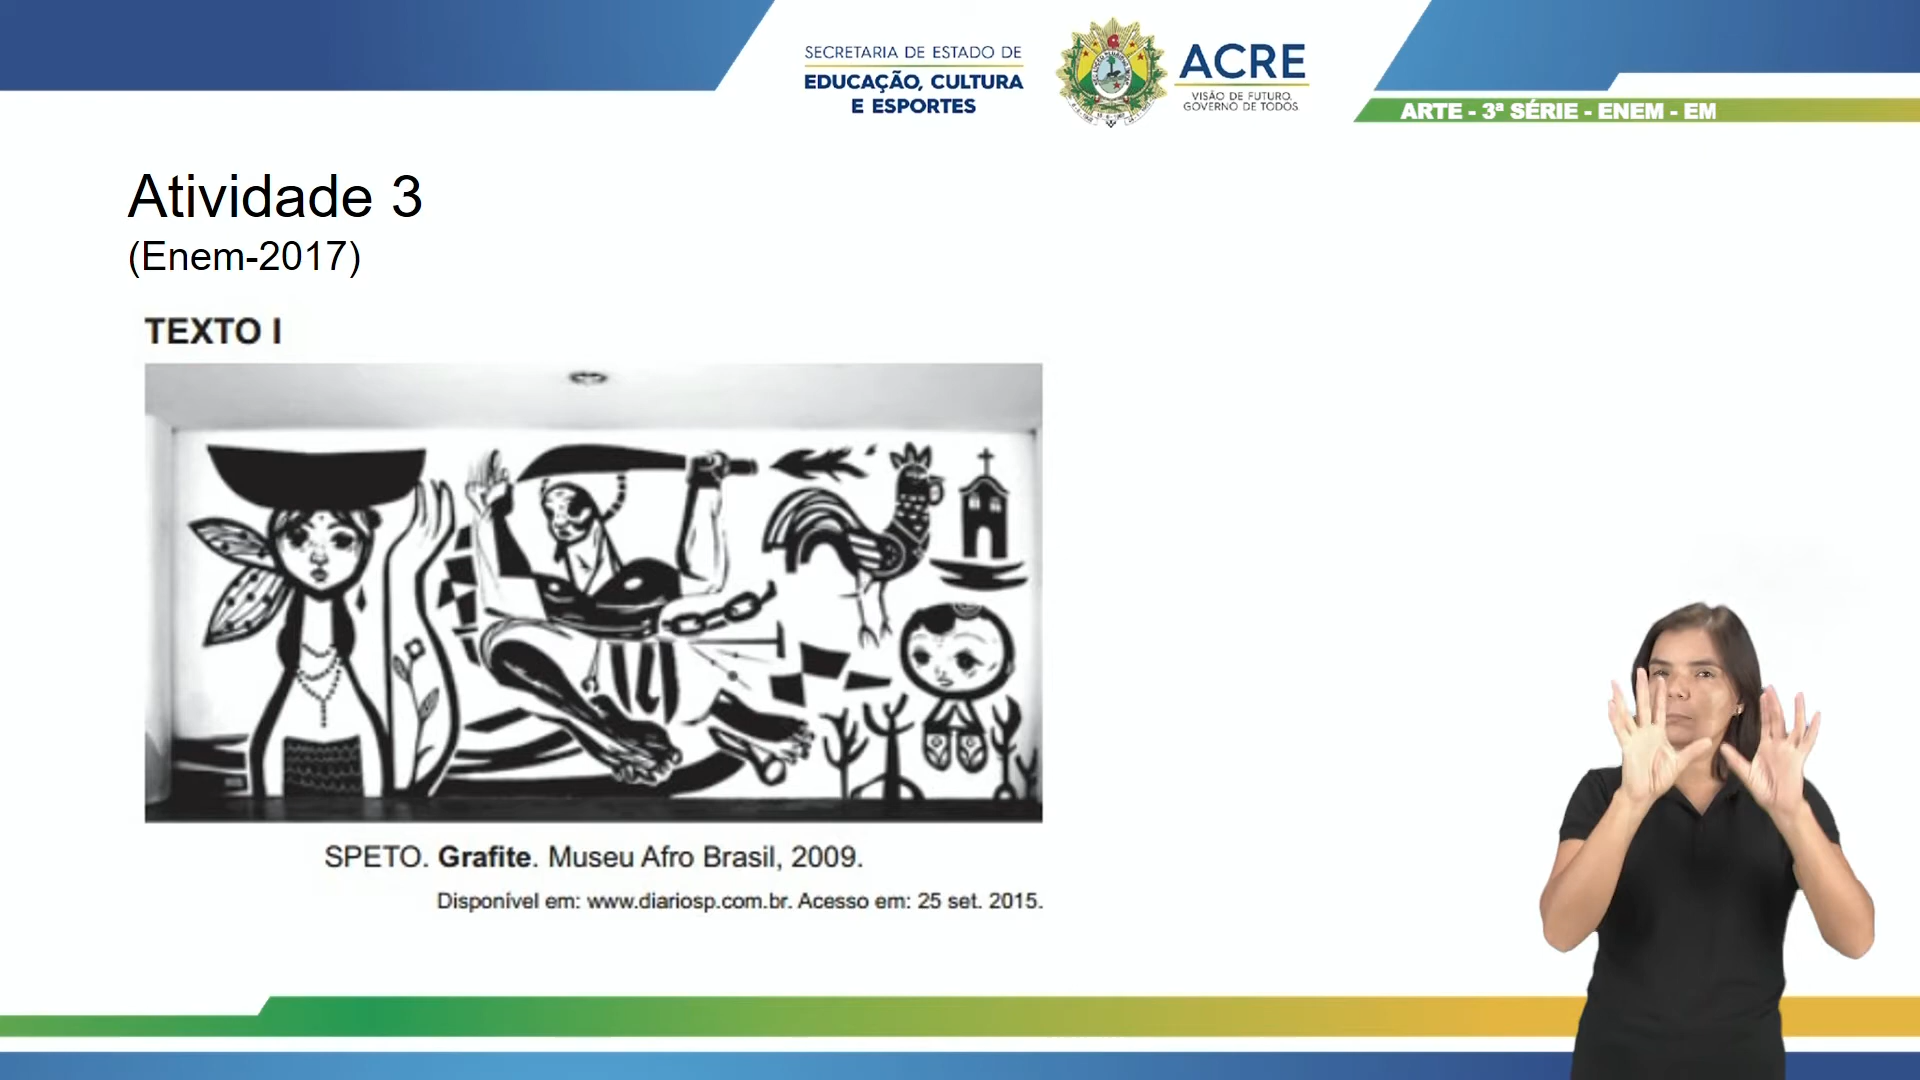 SECRETARIA DE ESTADO DE
EDUCAÇÃO, CULTURA
E ESPORTES
ACRE
VISÃO DE FUTURO.
GOVERNO DE TODOS.
ARTE - 3ª SÉRIE - ENEM - EM
Atividade 3
(Enem-2017)
TEXTO I
SPETO. Grafite. Museu Afro Brasil, 2009.
Disponível em: www.diariosp.com.br. Acesso em: 25 set. 2015.